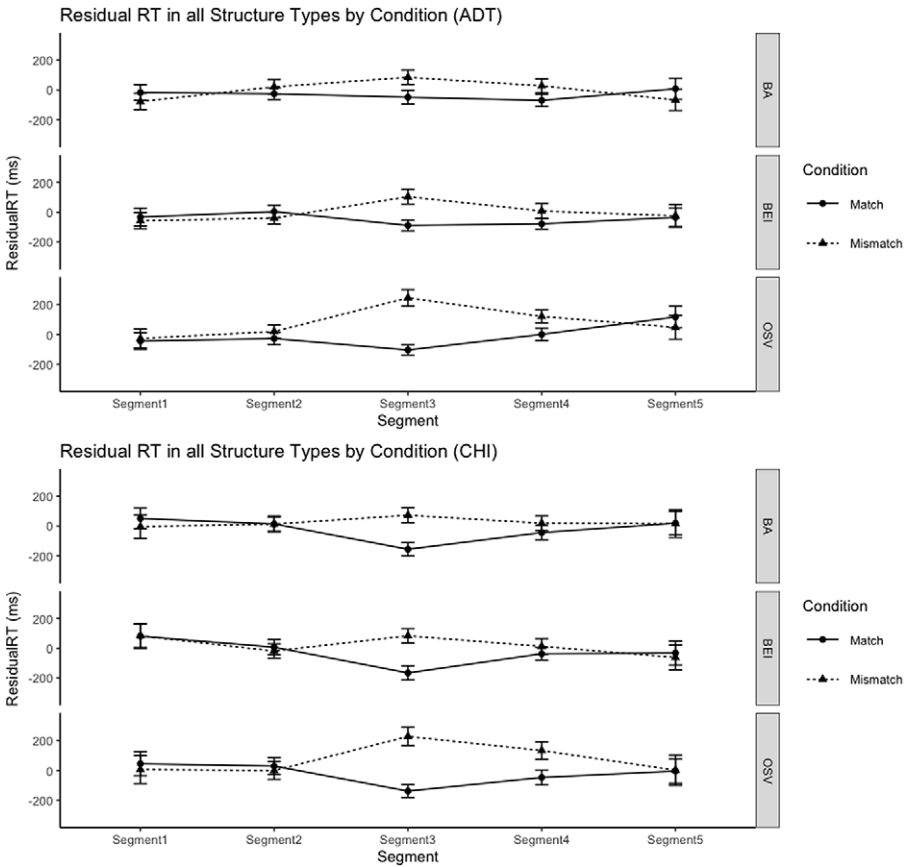 Residual RT in all Structure Types by Condition (ADT)
ResidualRT (ms)
200
0
-200
BA
200
0
-200
BEI
200
0
-200
OSV
Segment1 Segment2 Segment3 Segment4 Segment5
Segment
Condition
Match
Mismatch
Residual RT in all Structure Types by Condition (CHI)
ResidualRT (ms)
200
0
-200
BA
200
0
-200
BEI
200
0
-200
OSV
Segment1 Segment2 Segment3 Segment4 Segment5
Segment
Condition
Match
Mismatch